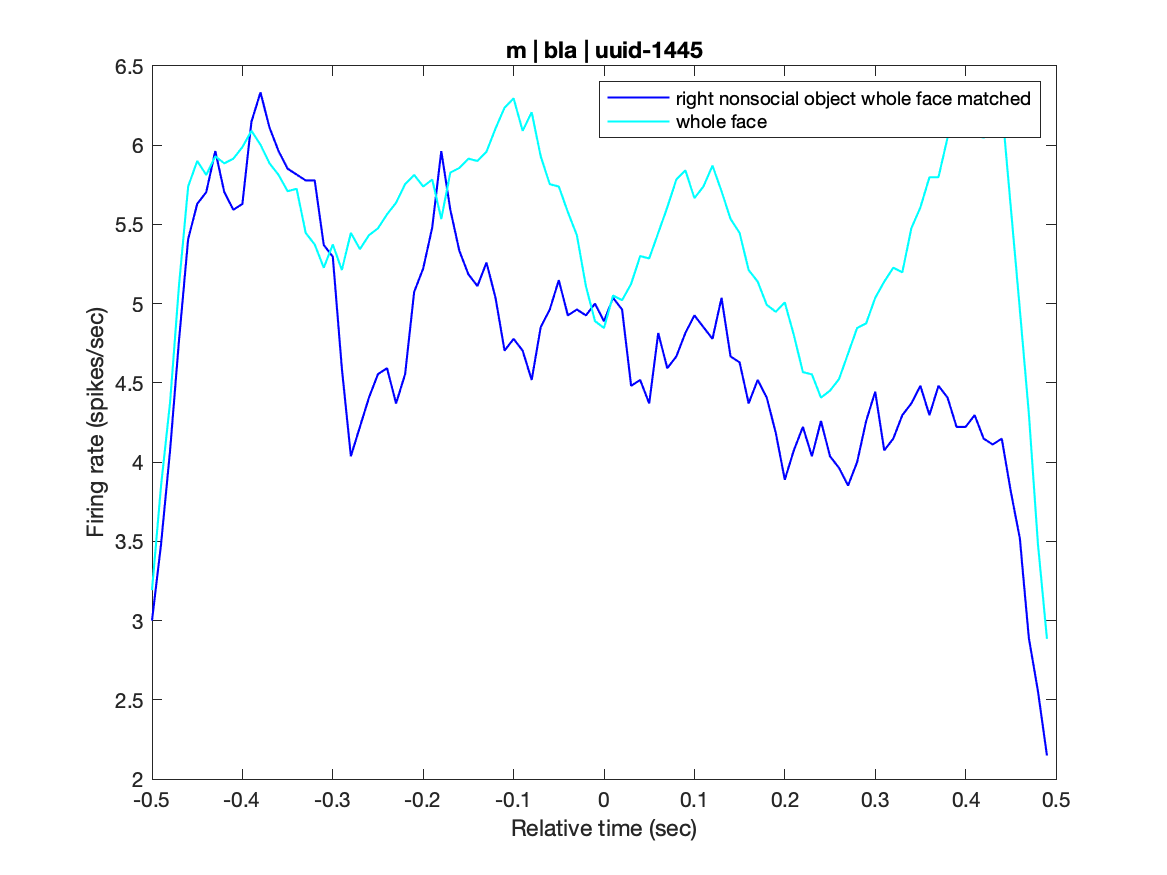 m | bla | uuid-1445
right nonsocial object whole face matched
whole face
6.5
6
5.5
5
4.5
4
3.5
3
2.5
2
Firing rate (spikes/sec)
-0.5 -0.4 -0.3 -0.2 -0.1 0 0.1 0.2 0.3 0.4 0.5
Relative time (sec)